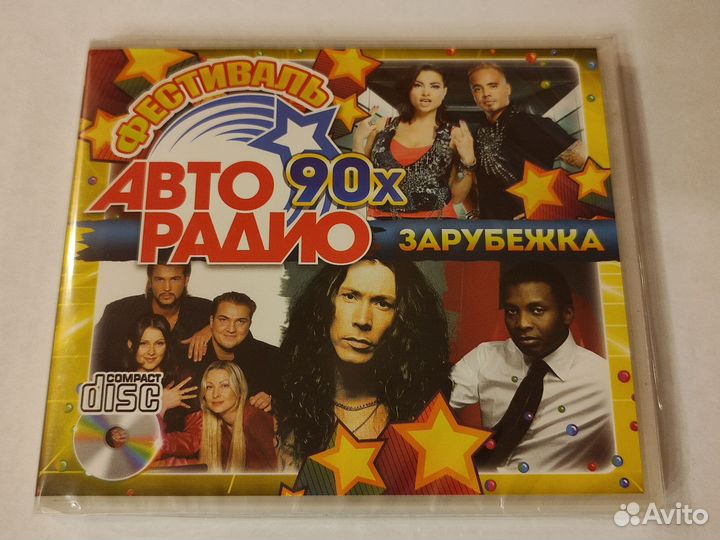 ФЕСТИВАЛЬ
АВТО 90х
РАДИО
ЗАРУБЕЖКА
COMPACT
disc
Avito